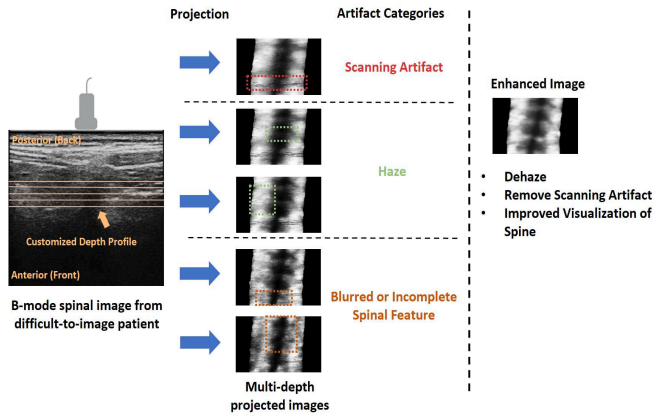 Projection
Artifact Categories
Scanning Artifact
Enhanced Image
Posterior (Back)
Haze
• Dehaze
• Remove Scanning Artifact
• Improved Visualization of
Spine
Customized Depth Profile
Anterior (Front)
Blurred or Incomplete
Spinal Feature
B-mode spinal image from
difficult-to-image patient
Multi-depth
projected images